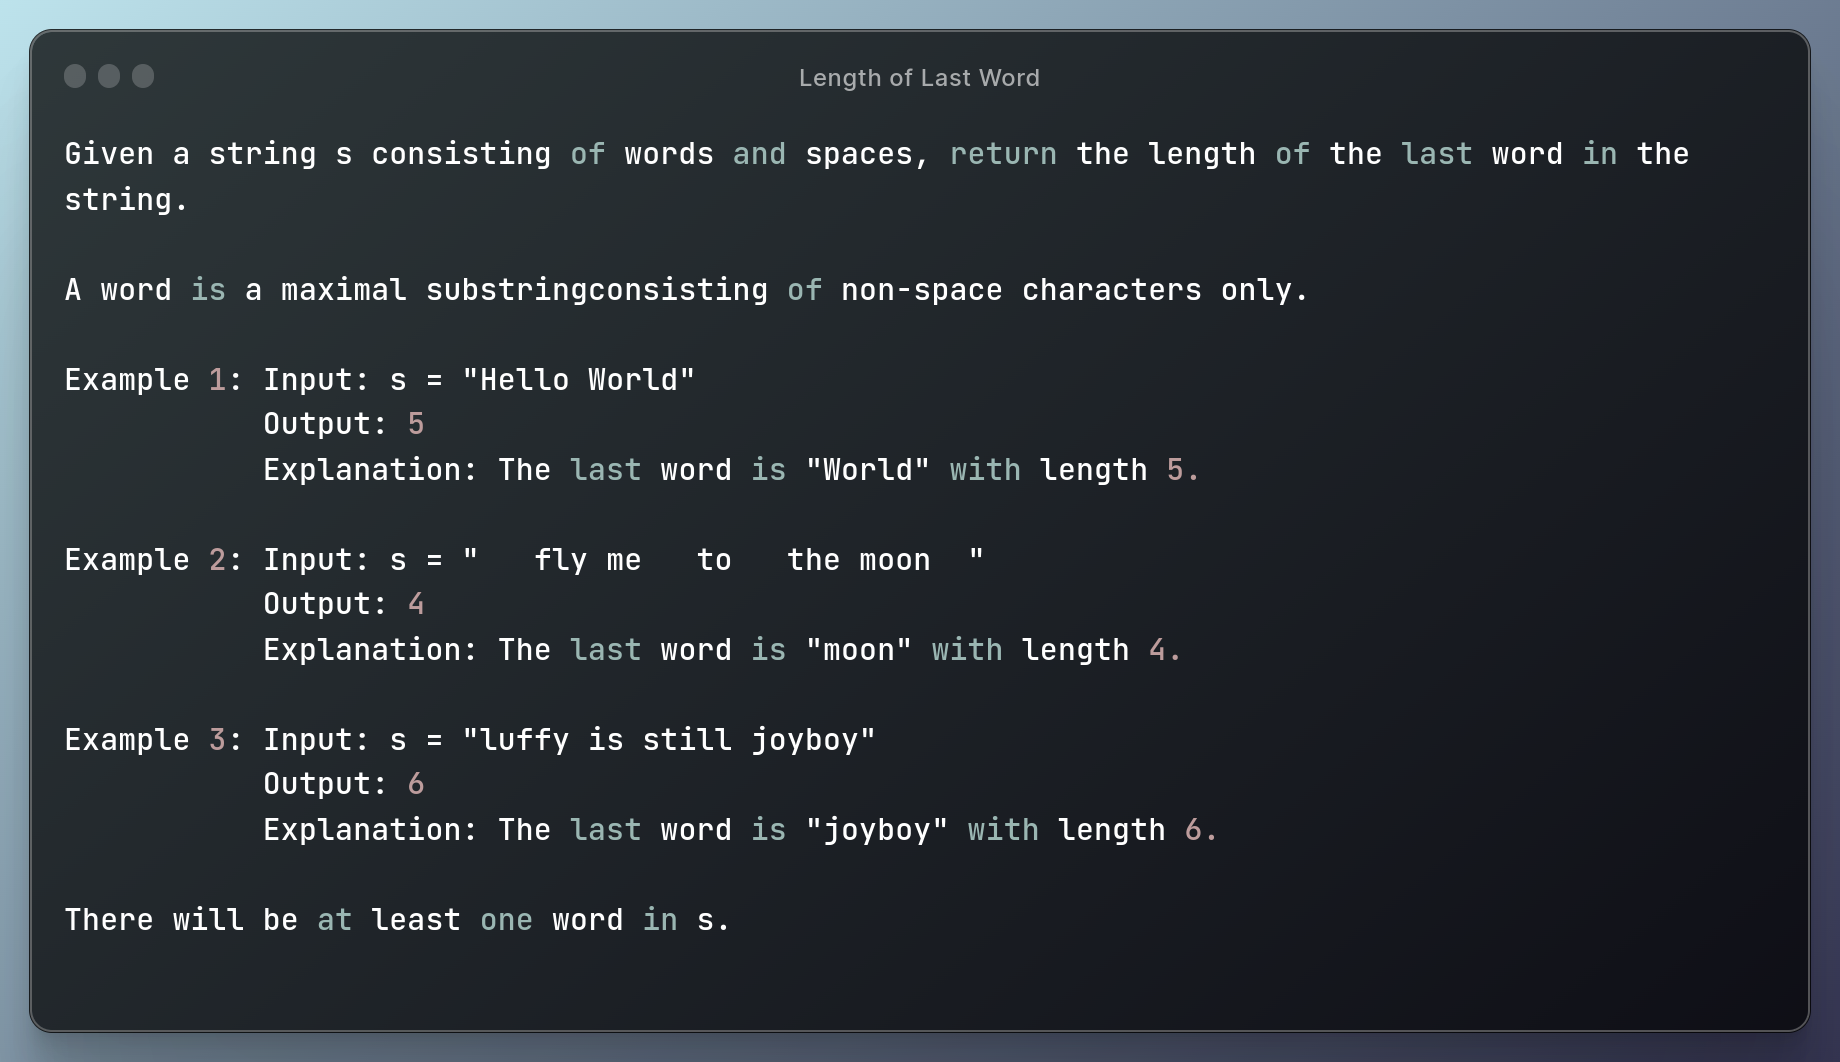 Length of Last Word
Given a string s consisting of words and spaces, return the length of the last word in the
string.
A word is a maximal substringconsisting of non-space characters only.
Example 1: Input: s = "Hello World"
Output: 5
Explanation: The last word is "World" with length 5.
Example 2: Input: s = "   fly me   to   the moon  "
Output: 4
Explanation: The last word is "moon" with length 4.
Example 3: Input: s = "luffy is still joyboy"
Output: 6
Explanation: The last word is "joyboy" with length 6.
There will be at least one word in s.